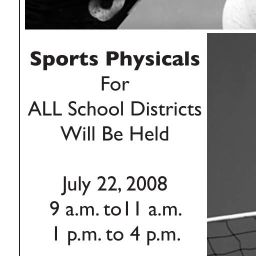 Sports Physicals
For
ALL School Districts
Will Be Held
July 22, 2008
9 a.m. to11 a.m.
1 p.m. to 4 p.m.